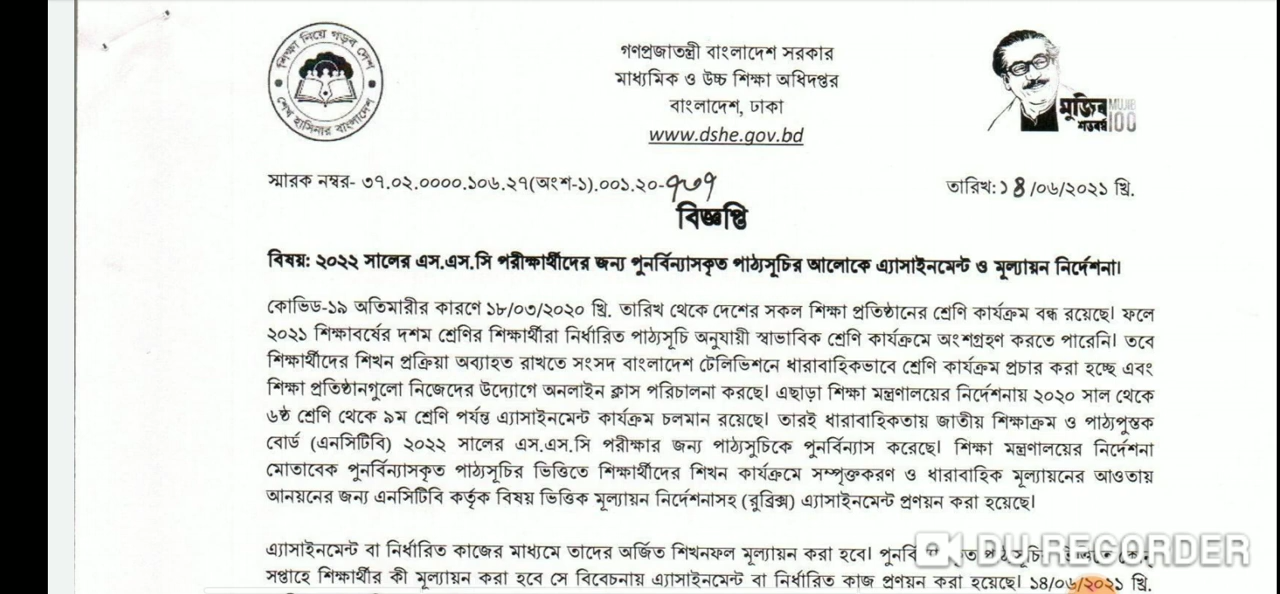 শিক্ষা নিয়ে গড়ব দেশ
শেখ হাসিনার বাংলাদেশ
গণপ্রজাতন্ত্রী বাংলাদেশ সরকার
মাধ্যমিক ও উচ্চ শিক্ষা অধিদপ্তর
বাংলাদেশ, ঢাকা
www.dshe.gov.bd
মুজিব MUJIB
শতবর্ষ 100
স্মারক নম্বর- ৩৭.০২.০০০০.১০৬.২৭(অংশ-১).০০১.২০-৭৩৭
তারিখ: ১৪/০৬/২০২১ খ্রি.
বিজ্ঞপ্তি
বিষয়: ২০২২ সালের এস.এস.সি পরীক্ষার্থীদের জন্য পুনর্বিন্যাসকৃত পাঠ্যসূচির আলোকে এ্যাসাইনমেন্ট ও মূল্যায়ন নির্দেশনা।
কোভিড-১৯ অতিমারীর কারণে ১৮/০৩/২০২০ খ্রি. তারিখ থেকে দেশের সকল শিক্ষা প্রতিষ্ঠানের শ্রেণি কার্যক্রম বন্ধ রয়েছে। ফলে
২০২১ শিক্ষাবর্ষের দশম শ্রেণির শিক্ষার্থীরা নির্ধারিত পাঠ্যসূচি অনুযায়ী স্বাভাবিক শ্রেণি কার্যক্রমে অংশগ্রহণ করতে পারেনি। তবে
শিক্ষার্থীদের শিখন প্রক্রিয়া অব্যাহত রাখতে সংসদ বাংলাদেশ টেলিভিশনে ধারাবাহিকভাবে শ্রেণি কার্যক্রম প্রচার করা হচ্ছে এবং
শিক্ষা প্রতিষ্ঠানগুলো নিজেদের উদ্যোগে অনলাইন ক্লাস পরিচালনা করছে। এছাড়া শিক্ষা মন্ত্রণালয়ের নির্দেশনায় ২০২০ সাল থেকে
৬ষ্ঠ শ্রেণি থেকে ৯ম শ্রেণি পর্যন্ত এ্যাসাইনমেন্ট কার্যক্রম চলমান রয়েছে। তারই ধারাবাহিকতায় জাতীয় শিক্ষাক্রম ও পাঠ্যপুস্তক
বোর্ড (এনসিটিবি) ২০২২ সালের এস.এস.সি পরীক্ষার জন্য পাঠ্যসূচিকে পুনর্বিন্যাস করেছে। শিক্ষা মন্ত্রণালয়ের নির্দেশনা
মোতাবেক পুনর্বিন্যাসকৃত পাঠ্যসূচির ভিত্তিতে শিক্ষার্থীদের শিখন কার্যক্রমে সম্পৃক্তকরণ ও ধারাবাহিক মূল্যায়নের আওতায়
আনয়নের জন্য এনসিটিবি কর্তৃক বিষয় ভিত্তিক মূল্যায়ন নির্দেশনাসহ (রুব্রিক্স) এ্যাসাইনমেন্ট প্রণয়ন করা হয়েছে।
এ্যাসাইনমেন্ট বা নির্ধারিত কাজের মাধ্যমে তাদের অর্জিত শিখনফল মূল্যায়ন করা হবে।
DU RECORDER
সপ্তাহে শিক্ষার্থীর কী মূল্যায়ন করা হবে সে বিবেচনায় এ্যাসাইনমেন্ট বা নির্ধারিত কাজ প্রণয়ন করা হয়েছে। ১৪/০৬/২০২১ খ্রি.